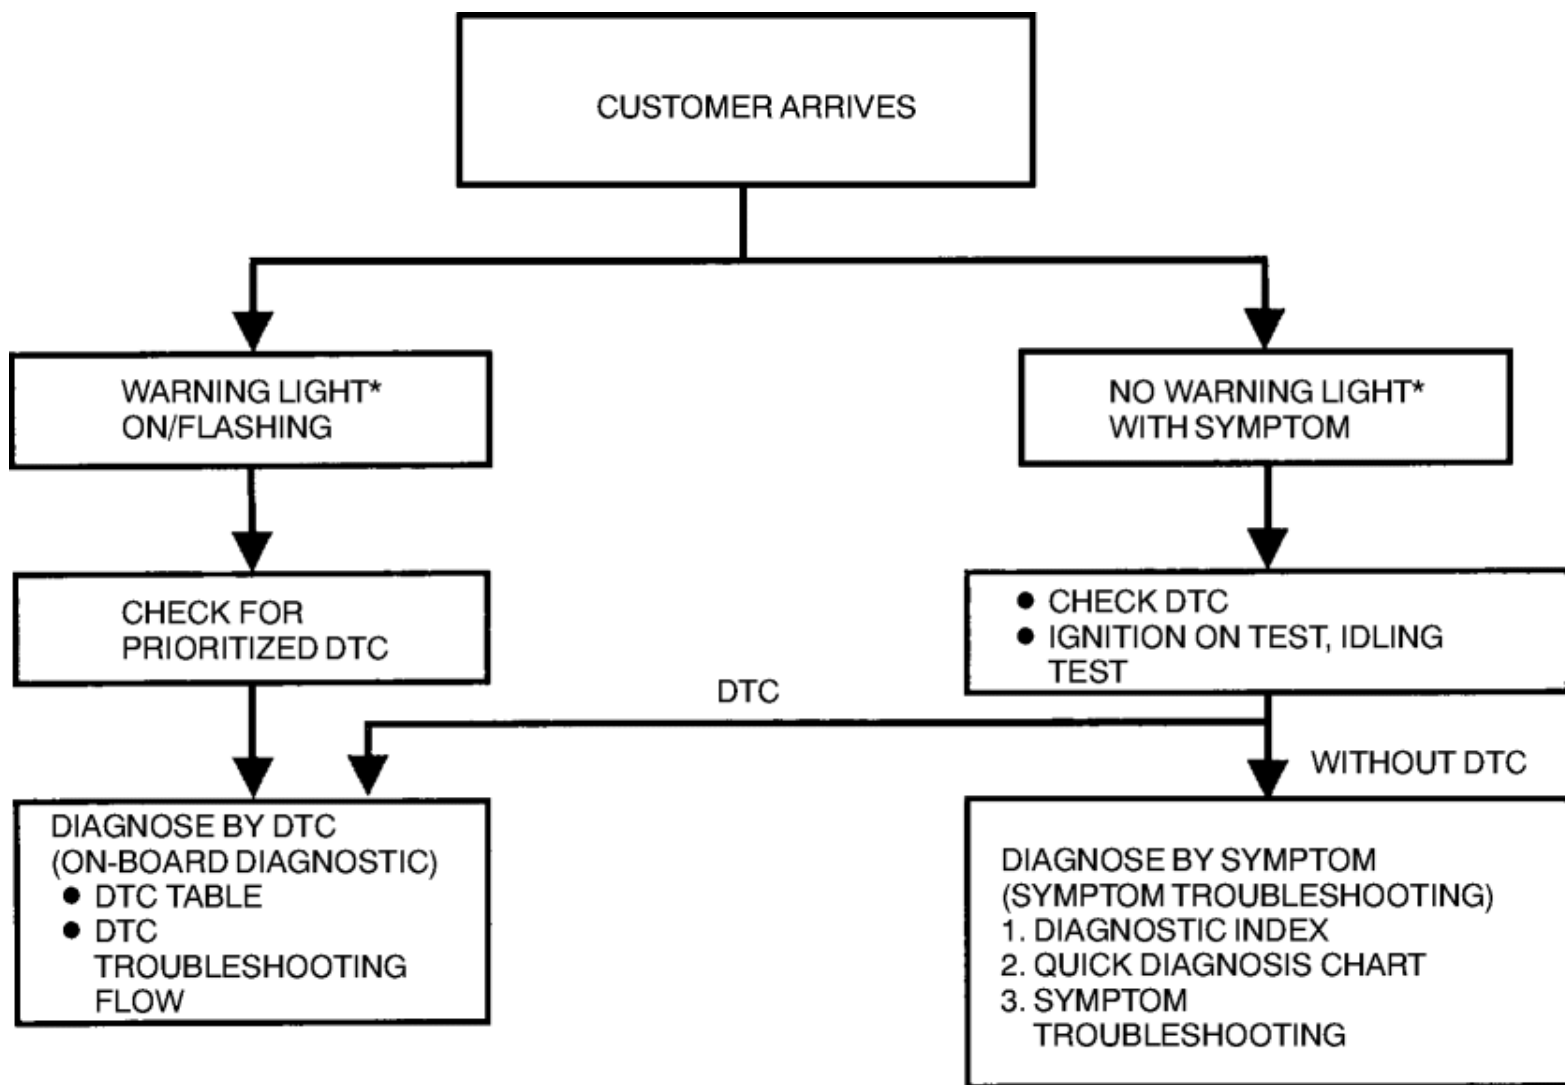 CUSTOMER ARRIVES
WARNING LIGHT*
ON/FLASHING
NO WARNING LIGHT*
WITH SYMPTOM
CHECK FOR
PRIORITIZED DTC
● CHECK DTC
● IGNITION ON TEST, IDLING
TEST
DTC
WITHOUT DTC
DIAGNOSE BY DTC
(ON-BOARD DIAGNOSTIC)
● DTC TABLE
● DTC
TROUBLESHOOTING
FLOW
DIAGNOSE BY SYMPTOM
(SYMPTOM TROUBLESHOOTING)
1. DIAGNOSTIC INDEX
2. QUICK DIAGNOSIS CHART
3. SYMPTOM
TROUBLESHOOTING